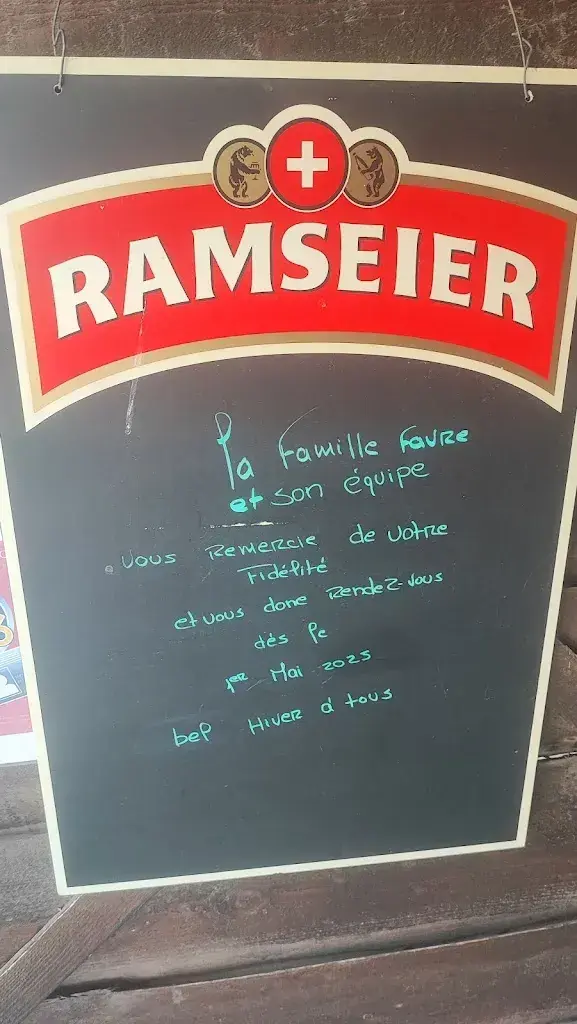 RAMSEIER
la Famille Favre
et son équipe
vous remercie de votre
Fidélité
et vous donc Rendez-vous
dès le
1er Mai 2025
bel Hiver à tous